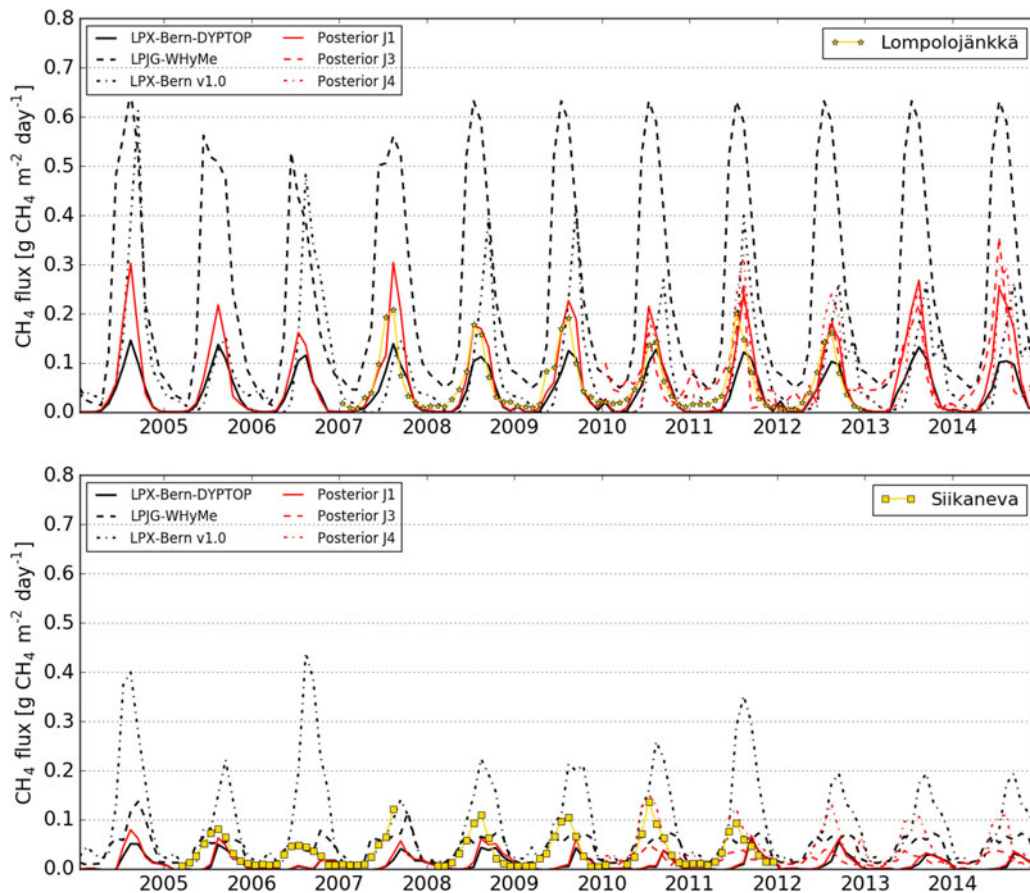 CH₄ flux [g CH₄ m⁻² day⁻¹]
0.8
0.7
0.6
0.5
0.4
0.3
0.2
0.1
0.0
LPX-Bern-DYPTOP
LPJG-WHyMe
LPX-Bern v1.0
Posterior J1
Posterior J3
Posterior J4
Lompolojänkkä
2005 2006 2007 2008 2009 2010 2011 2012 2013 2014
CH₄ flux [g CH₄ m⁻² day⁻¹]
0.8
0.7
0.6
0.5
0.4
0.3
0.2
0.1
0.0
LPX-Bern-DYPTOP
LPJG-WHyMe
LPX-Bern v1.0
Posterior J1
Posterior J3
Posterior J4
Siikaneva
2005 2006 2007 2008 2009 2010 2011 2012 2013 2014